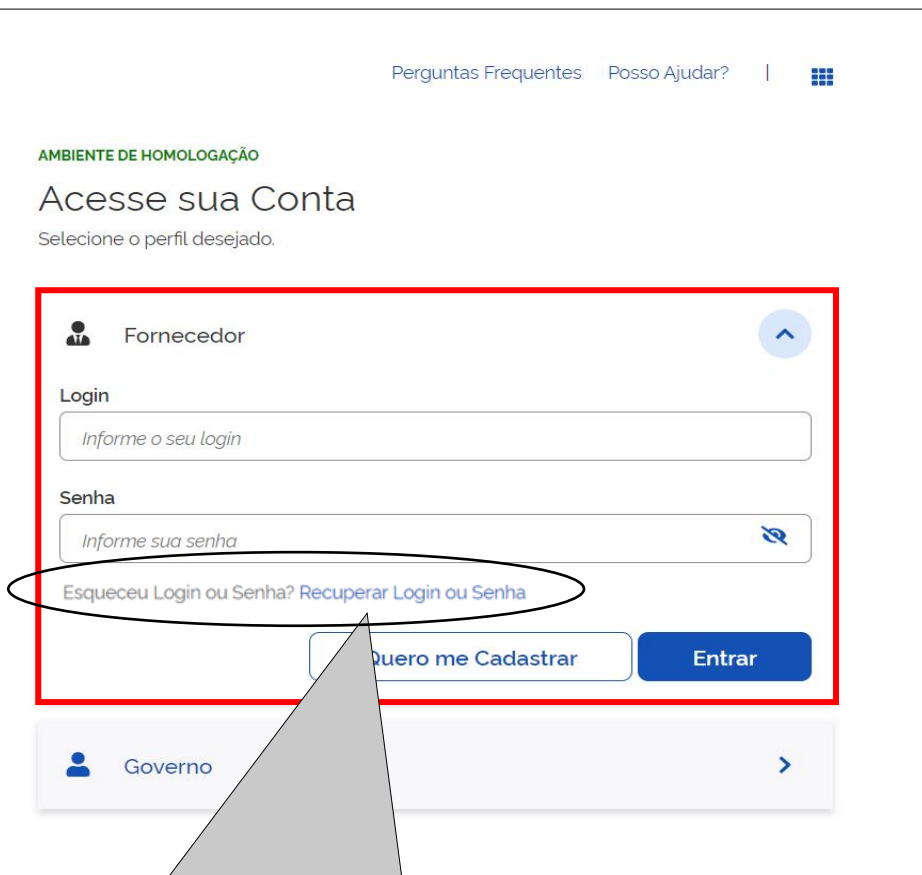 Perguntas Frequentes Posso Ajudar? |
AMBIENTE DE HOMOLOGAÇÃO
Acesse sua Conta
Selecione o perfil desejado.
Fornecedor
Login
Informe o seu login
Senha
Informe sua senha
Esqueceu Login ou Senha? Recuperar Login ou Senha
Quero me Cadastrar Entrar
Governo